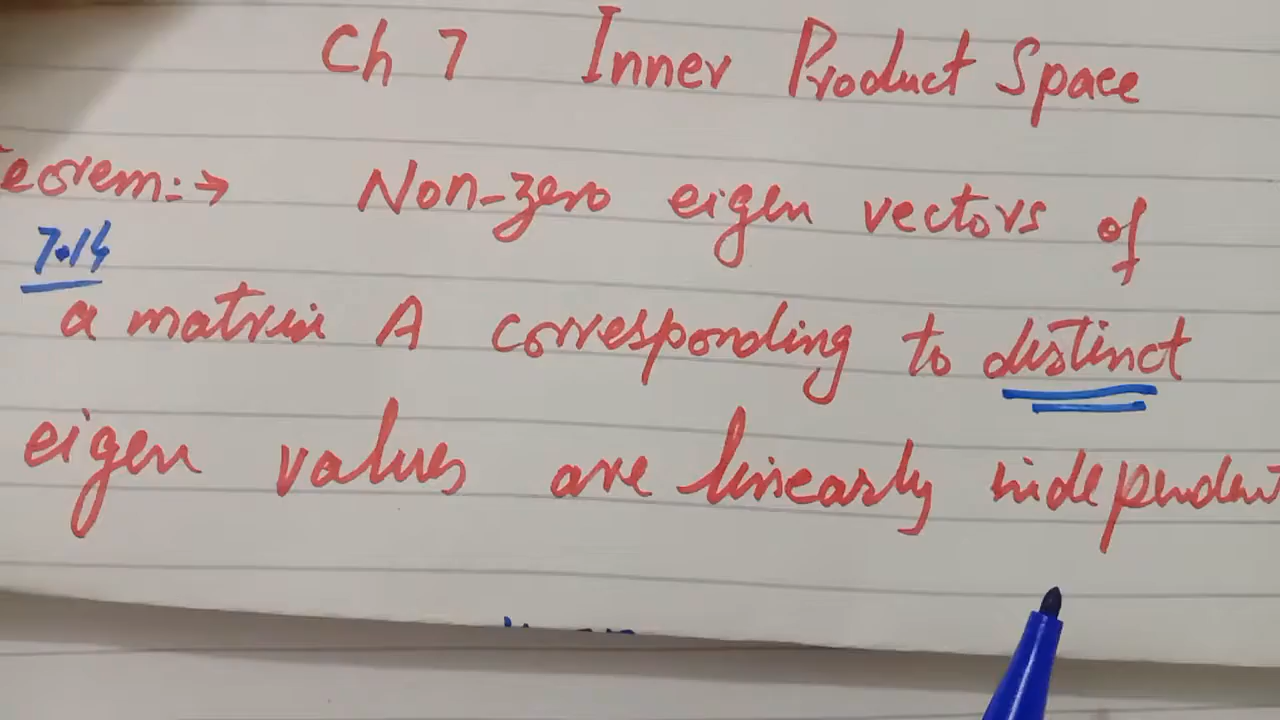 Ch 7 Inner Product Space
eorem:→ Non-zero eigen vectors of
7.14
a matrix A corresponding to distinct
eigen values are linearly independent